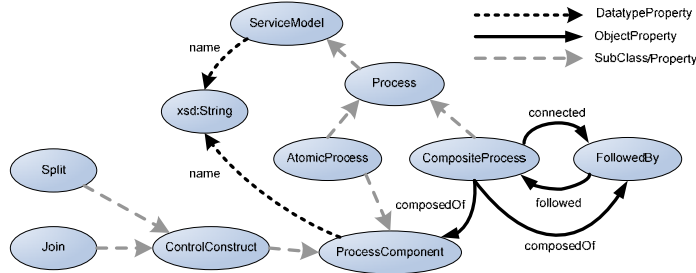 ServiceModel
DatatypeProperty
ObjectProperty
SubClass/Property
name
Process
xsd:String
connected
Split
AtomicProcess
CompositeProcess
FollowedBy
name
composedOf
followed
Join
ControlConstruct
ProcessComponent
composedOf